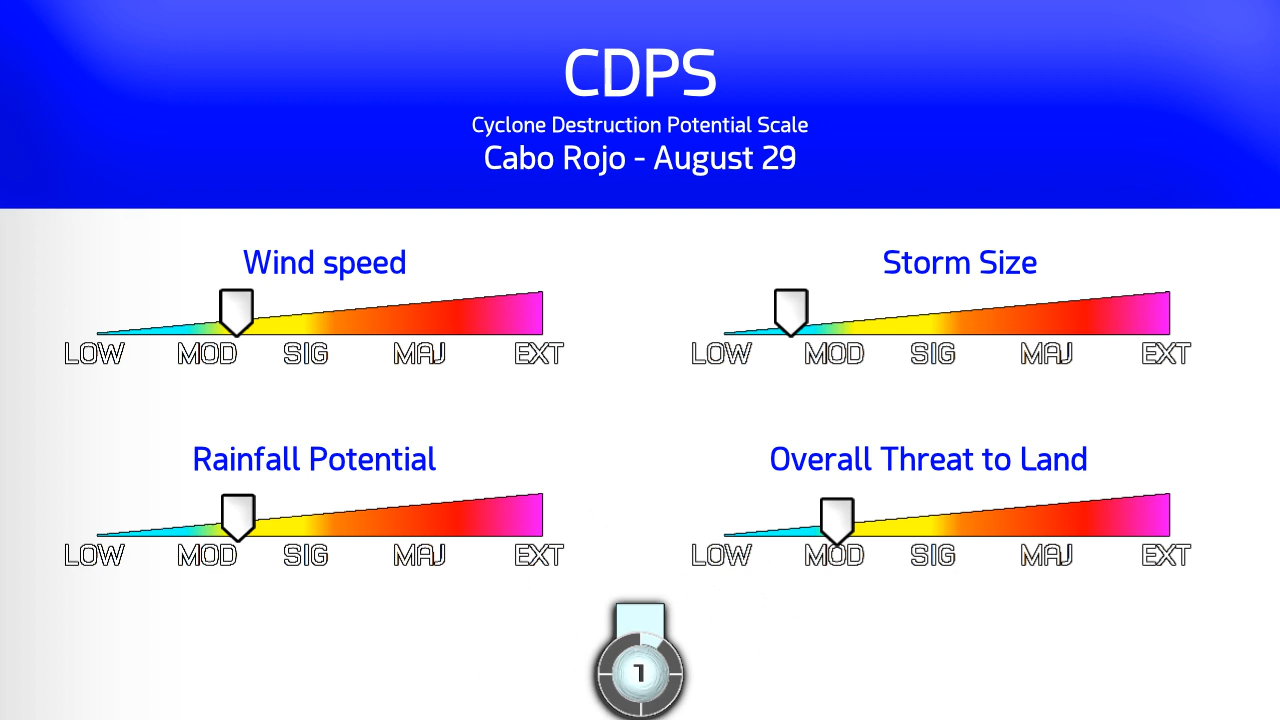 CDPS
Cyclone Destruction Potential Scale
Cabo Rojo - August 29
Wind speed
LOW MOD SIG MAJ EXT
Storm Size
LOW MOD SIG MAJ EXT
Rainfall Potential
LOW MOD SIG MAJ EXT
Overall Threat to Land
LOW MOD SIG MAJ EXT
1